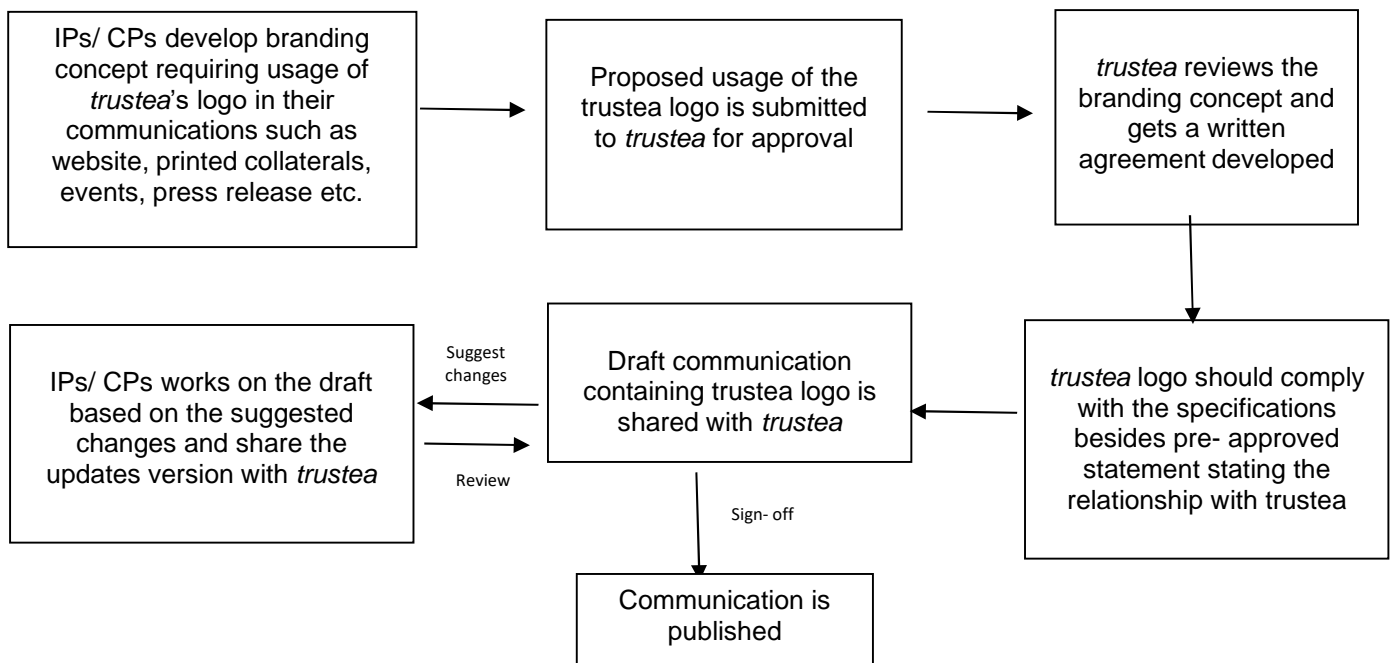 IPs/ CPs develop branding
concept requiring usage of
trustea's logo in their
communications such as
website, printed collaterals,
events, press release etc.
Proposed usage of the
trustea logo is submitted
to trustea for approval
trustea reviews the
branding concept and
gets a written
agreement developed
trustea logo should comply
with the specifications
besides pre- approved
statement stating the
relationship with trustea
Draft communication
containing trustea logo is
shared with trustea
Suggest
changes
Review
IPs/ CPs works on the draft
based on the suggested
changes and share the
updates version with trustea
Sign- off
Communication is
published